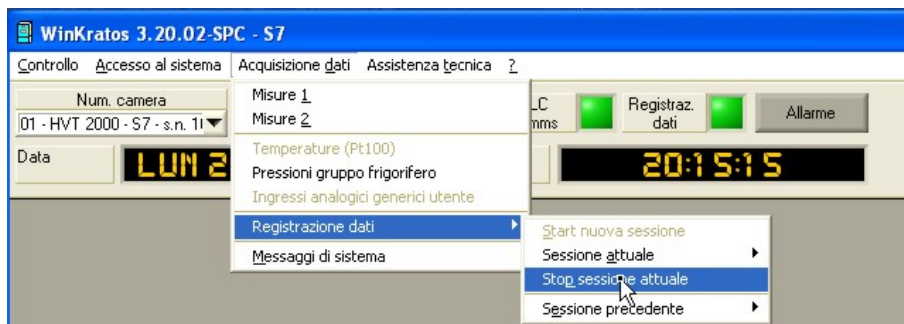 WinKratos 3.20.02-SPC - S7
Controllo Accesso al sistema Acquisizione dati Assistenza tecnica ?
Num. camera
01 - HVT 2000 - S7 - s.n.
Misure 1
Misure 2
LC
mms
Registraz.
dati
Allarme
Data
LUN 2
20:15:15
Temperature (Pt100)
Pressioni gruppo frigorifero
Ingressi analogici generici utente
Registrazione dati
Messaggi di sistema
Start nuova sessione
Sessione attuale
Stop sessione attuale
Sessione precedente